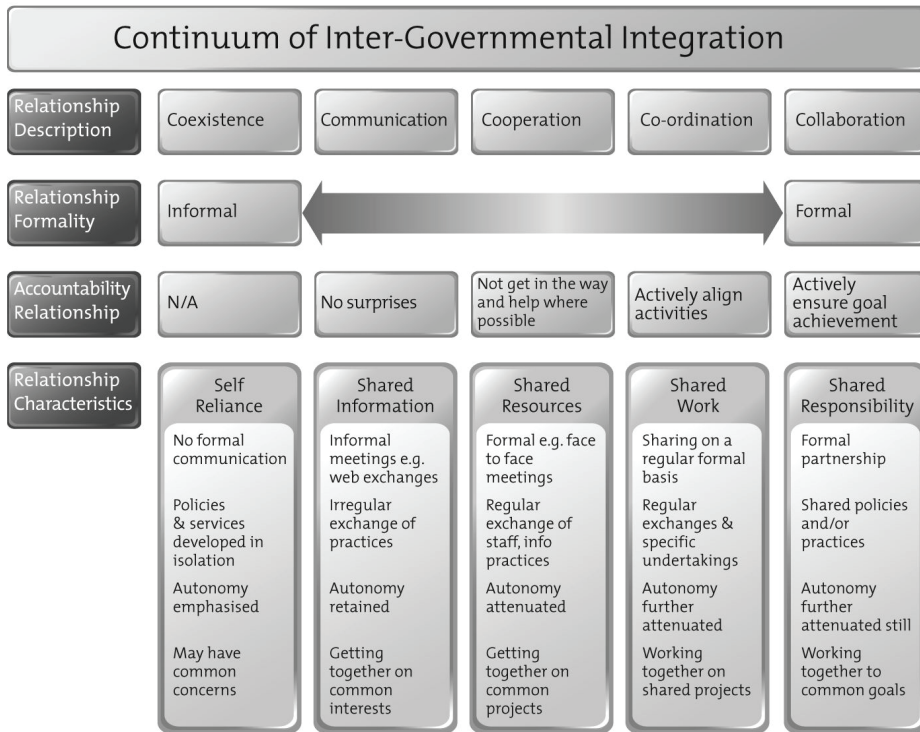 Continuum of Inter-Governmental Integration
Relationship
Description
Coexistence
Communication
Cooperation
Co-ordination
Collaboration
Relationship
Formality
Informal
Formal
Accountability
Relationship
N/A
No surprises
Not get in the way
and help where
possible
Actively align
activities
Actively
ensure goal
achievement
Relationship
Characteristics
Self
Reliance
No formal
communication
Policies
& services
developed in
isolation
Autonomy
emphasised
May have
common
concerns
Shared
Information
Informal
meetings e.g.
web exchanges
Irregular
exchange of
practices
Autonomy
retained
Getting
together on
common
interests
Shared
Resources
Formal e.g. face
to face
meetings
Regular
exchange of
staff, info
practices
Autonomy
attenuated
Getting
together on
common
projects
Shared
Work
Sharing on a
regular formal
basis
Regular
exchanges &
specific
undertakings
Autonomy
further
attenuated
Working
together on
shared projects
Shared
Responsibility
Formal
partnership
Shared policies
and/or
practices
Autonomy
further
attenuated still
Working
together to
common goals